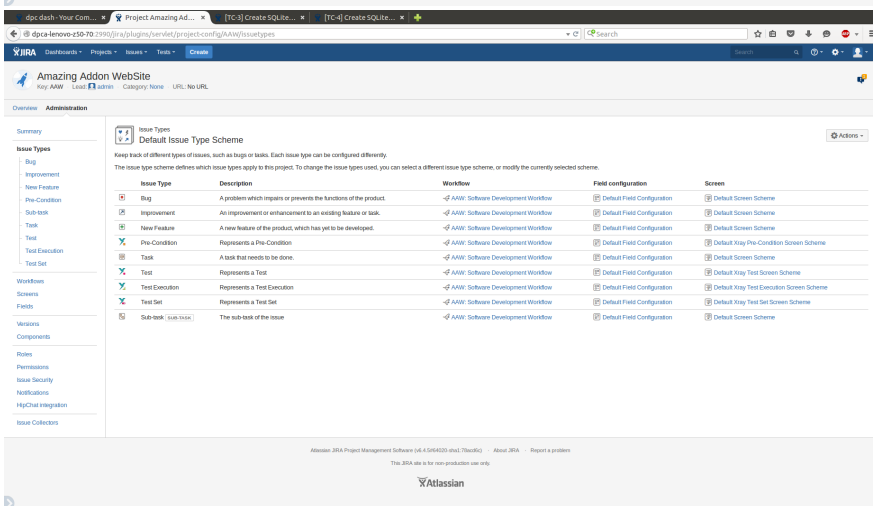 dpc dash - Your Com... × Project Amazing Ad... × [TC-3] Create SQLite... × [TC-4] Create SQLite... ×
dpca-lenovo-z50-70:2990/jira/plugins/servlet/project-config/AAW/issuetypes Search
JIRA Dashboards Projects Issues Tests Create Search
Amazing Addon WebSite
Key: AAW Lead: admin Category: None URL: No URL
Overview Administration
Summary
Issue Types
Bug
Improvement
New Feature
Pre-Condition
Sub-task
Task
Test
Test Execution
Test Set
Workflows
Screens
Fields
Versions
Components
Roles
Permissions
Issue Security
Notifications
HipChat Integration
Issue Collectors
Issue Types
Default Issue Type Scheme
Actions
Keep track of different types of issues, such as bugs or tasks. Each issue type can be configured differently.
The issue type scheme defines which issue types apply to this project. To change the issue types used, you can select a different issue type scheme, or modify the currently selected scheme.
Issue Type Description Workflow Field configuration Screen
Bug A problem which impairs or prevents the functions of the product. AAW: Software Development Workflow Default Field Configuration Default Screen Scheme
Improvement An improvement or enhancement to an existing feature or task. AAW: Software Development Workflow Default Field Configuration Default Screen Scheme
New Feature A new feature of the product, which has yet to be developed. AAW: Software Development Workflow Default Field Configuration Default Screen Scheme
Pre-Condition Represents a Pre-Condition AAW: Software Development Workflow Default Field Configuration Default Xray Pre-Condition Screen Scheme
Task A task that needs to be done. AAW: Software Development Workflow Default Field Configuration Default Screen Scheme
Test Represents a Test AAW: Software Development Workflow Default Field Configuration Default Xray Test Screen Scheme
Test Execution Represents a Test Execution AAW: Software Development Workflow Default Field Configuration Default Xray Test Execution Screen Scheme
Test Set Represents a Test Set AAW: Software Development Workflow Default Field Configuration Default Xray Test Set Screen Scheme
Sub-task SUB-TASK The sub-task of the issue AAW: Software Development Workflow Default Field Configuration Default Screen Scheme
Atlassian JIRA Project Management Software · About JIRA · Report a problem
This JIRA site is for non-production use only.
Atlassian